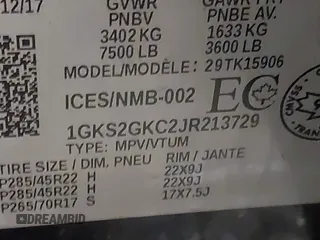 12/17 GVWR GAWR FRT
PNBV PNBE AV.
3402 KG 1633 KG
7500 LB 3600 LB
MODEL/MODÈLE: 29TK15906
ICES/NMB-002 EC
1GKS2GKC2JR213729
TYPE: MPV/VTUM
TIRE SIZE / DIM. PNEU RIM / JANTE
P285/45R22 H 22X9J
P285/45R22 H 22X9J
P265/70R17 S 17X7.5J
DREAMBID